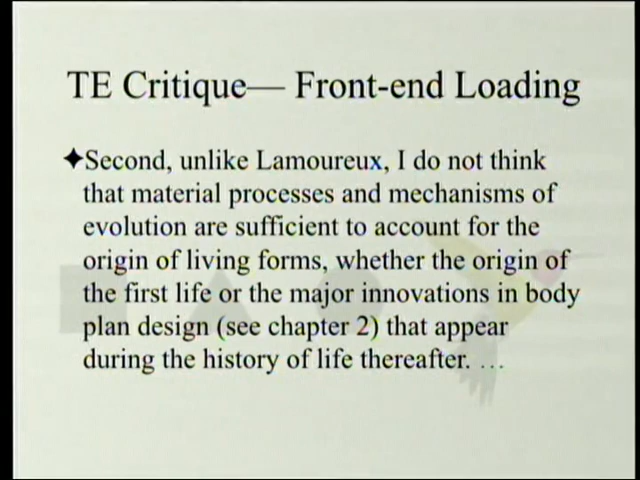 TE Critique— Front-end Loading
✦Second, unlike Lamoureux, I do not think
that material processes and mechanisms of
evolution are sufficient to account for the
origin of living forms, whether the origin of
the first life or the major innovations in body
plan design (see chapter 2) that appear
during the history of life thereafter. …